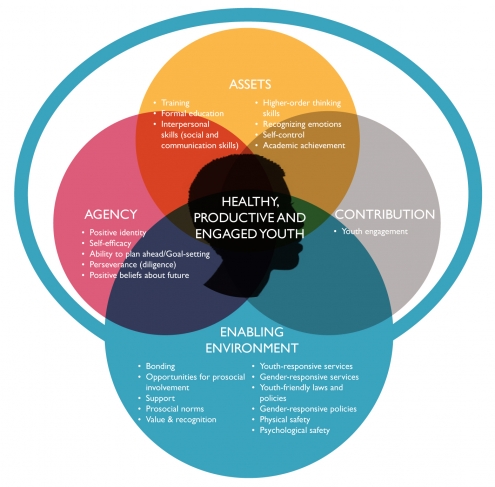 ASSETS
• Training
• Formal education
• Interpersonal
skills (social and
communication skills)
• Higher-order thinking
skills
• Recognizing emotions
• Self-control
• Academic achievement
HEALTHY,
PRODUCTIVE AND
ENGAGED YOUTH
AGENCY
• Positive identity
• Self-efficacy
• Ability to plan ahead/Goal-setting
• Perseverance (diligence)
• Positive beliefs about future
CONTRIBUTION
• Youth engagement
ENABLING
ENVIRONMENT
• Bonding
• Opportunities for prosocial
involvement
• Support
• Prosocial norms
• Value & recognition
• Youth-responsive services
• Gender-responsive services
• Youth-friendly laws and
policies
• Gender-responsive policies
• Physical safety
• Psychological safety